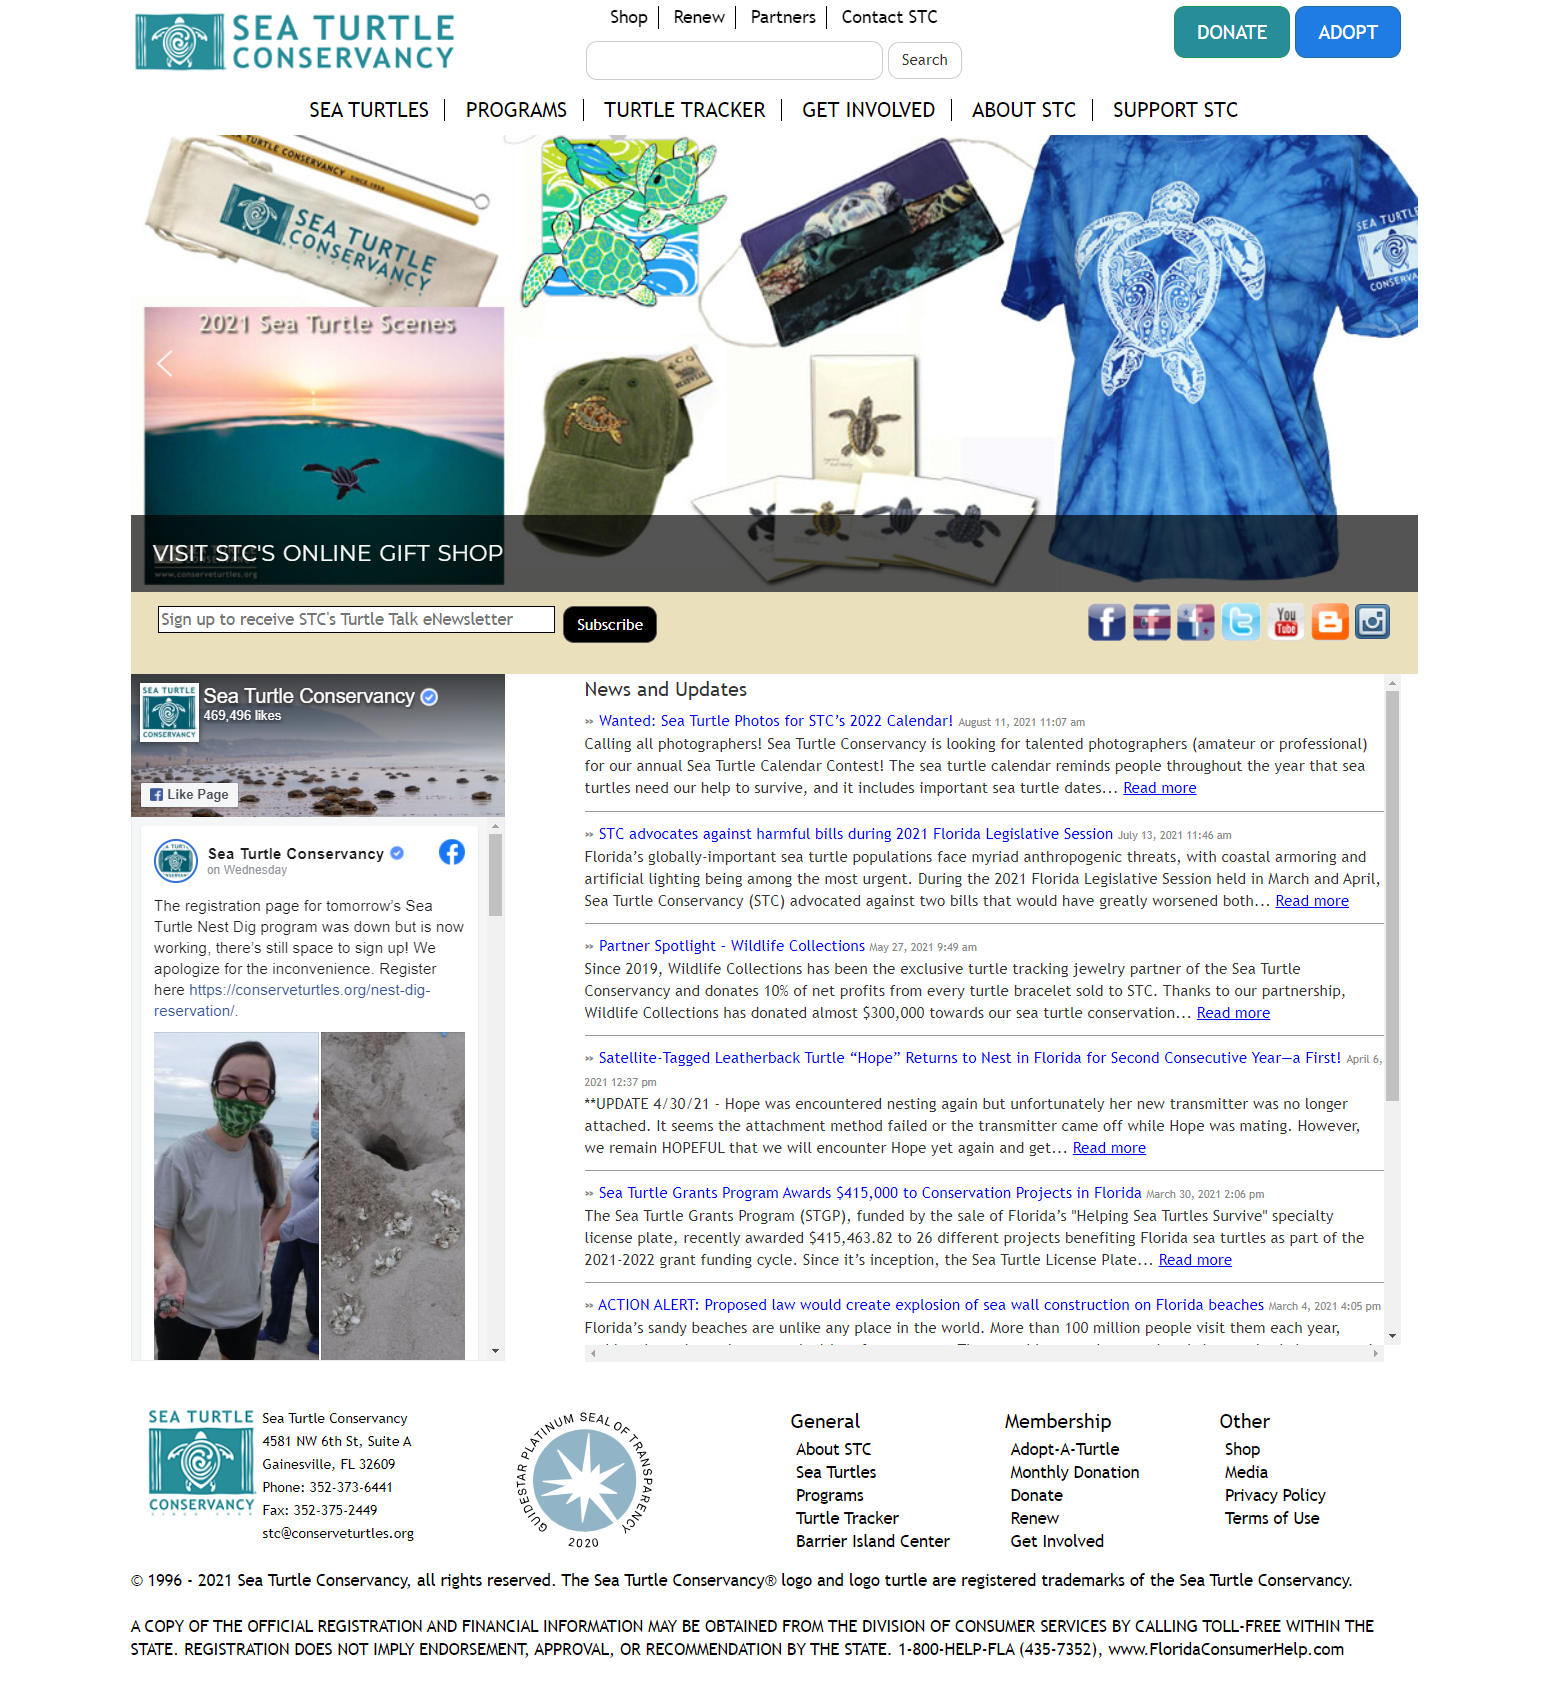 SEA TURTLE
CONSERVANCY
Shop
Renew
Partners
Contact STC
Search
DONATE
ADOPT
SEA TURTLES
PROGRAMS
TURTLE TRACKER
GET INVOLVED
ABOUT STC
SUPPORT STC
TURTLE CONSERVANCY SINCE 1959
SEA TURTLE
CONSERVANCY
SEA TURTL
CONSERVA
2021 Sea Turtle Scenes
VISIT STC'S ONLINE GIFT SHOP
www.conserveturtles.org
Sign up to receive STC's Turtle Talk eNewsletter
Subscribe
You
Tube
SEA TURTLE
CONSERVANCY
Sea Turtle Conservancy
469,496 likes
Like Page
Sea Turtle Conservancy
on Wednesday
The registration page for tomorrow's Sea
Turtle Nest Dig program was down but is now
working, there's still space to sign up! We
apologize for the inconvenience. Register
here https://conserveturtles.org/nest-dig-
reservation/.
News and Updates
» Wanted: Sea Turtle Photos for STC’s 2022 Calendar! August 11, 2021 11:07 am
Calling all photographers! Sea Turtle Conservancy is looking for talented photographers (amateur or professional)
for our annual Sea Turtle Calendar Contest! The sea turtle calendar reminds people throughout the year that sea
turtles need our help to survive, and it includes important sea turtle dates... Read more
» STC advocates against harmful bills during 2021 Florida Legislative Session July 13, 2021 11:46 am
Florida’s globally-important sea turtle populations face myriad anthropogenic threats, with coastal armoring and
artificial lighting being among the most urgent. During the 2021 Florida Legislative Session held in March and April,
Sea Turtle Conservancy (STC) advocated against two bills that would have greatly worsened both... Read more
» Partner Spotlight – Wildlife Collections May 27, 2021 9:49 am
Since 2019, Wildlife Collections has been the exclusive turtle tracking jewelry partner of the Sea Turtle
Conservancy and donates 10% of net profits from every turtle bracelet sold to STC. Thanks to our partnership,
Wildlife Collections has donated almost $300,000 towards our sea turtle conservation... Read more
» Satellite-Tagged Leatherback Turtle “Hope” Returns to Nest in Florida for Second Consecutive Year—a First! April 6,
2021 12:37 pm
**UPDATE 4/30/21 - Hope was encountered nesting again but unfortunately her new transmitter was no longer
attached. It seems the attachment method failed or the transmitter came off while Hope was mating. However,
we remain HOPEFUL that we will encounter Hope yet again and get... Read more
» Sea Turtle Grants Program Awards $415,000 to Conservation Projects in Florida March 30, 2021 2:06 pm
The Sea Turtle Grants Program (STGP), funded by the sale of Florida’s "Helping Sea Turtles Survive" specialty
license plate, recently awarded $415,463.82 to 26 different projects benefiting Florida sea turtles as part of the
2021-2022 grant funding cycle. Since it’s inception, the Sea Turtle License Plate... Read more
» ACTION ALERT: Proposed law would create explosion of sea wall construction on Florida beaches March 4, 2021 4:05 pm
Florida’s sandy beaches are unlike any place in the world. More than 100 million people visit them each year,
SEA TURTLE
CONSERVANCY
Sea Turtle Conservancy
4581 NW 6th St, Suite A
Gainesville, FL 32609
Phone: 352-373-6441
Fax: 352-375-2449
stc@conserveturtles.org
GUIDESTAR PLATINUM SEAL OF TRANSPARENCY
2020
General
About STC
Sea Turtles
Programs
Turtle Tracker
Barrier Island Center
Membership
Adopt-A-Turtle
Monthly Donation
Donate
Renew
Get Involved
Other
Shop
Media
Privacy Policy
Terms of Use
© 1996 - 2021 Sea Turtle Conservancy, all rights reserved. The Sea Turtle Conservancy® logo and logo turtle are registered trademarks of the Sea Turtle Conservancy.
A COPY OF THE OFFICIAL REGISTRATION AND FINANCIAL INFORMATION MAY BE OBTAINED FROM THE DIVISION OF CONSUMER SERVICES BY CALLING TOLL-FREE WITHIN THE
STATE. REGISTRATION DOES NOT IMPLY ENDORSEMENT, APPROVAL, OR RECOMMENDATION BY THE STATE. 1-800-HELP-FLA (435-7352), www.FloridaConsumerHelp.com